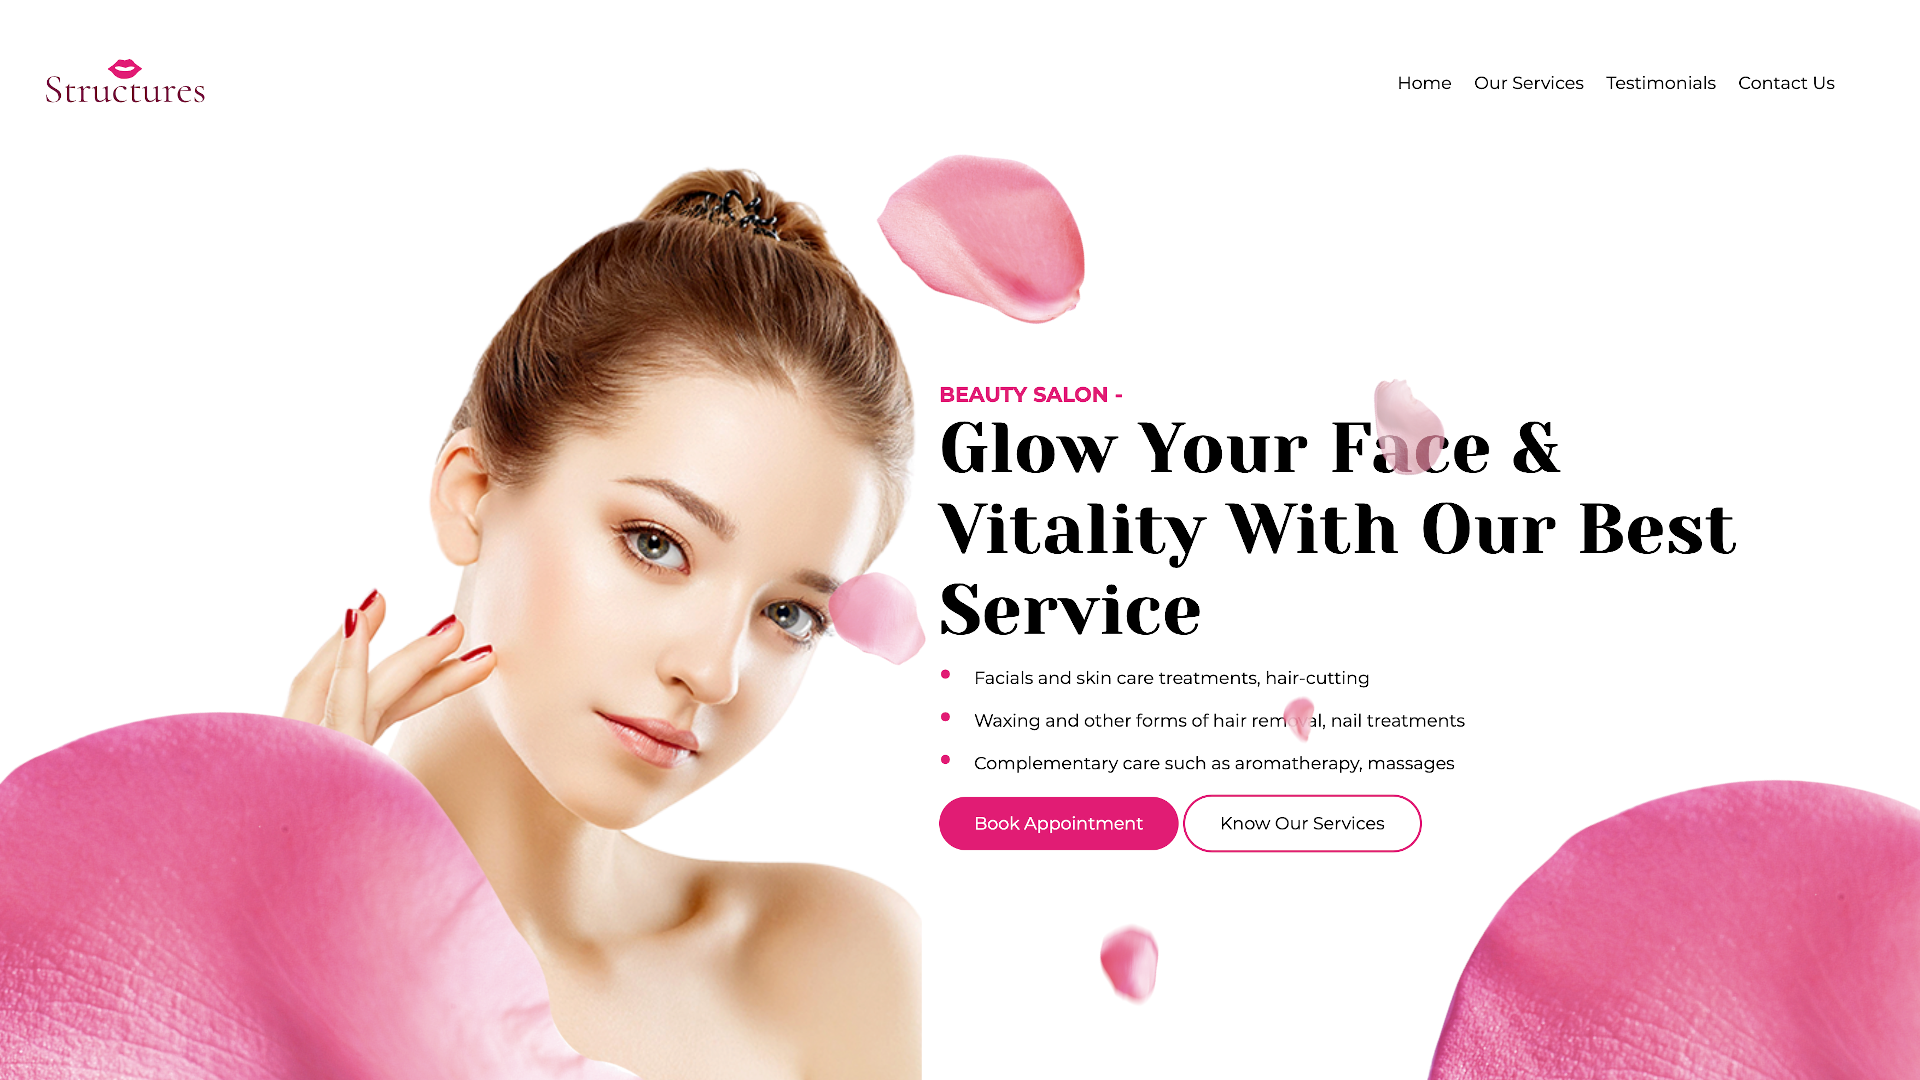 Structures
Home
Our Services
Testimonials
Contact Us
BEAUTY SALON -
Glow Your Face &
Vitality With Our Best
Service
Facials and skin care treatments, hair-cutting
Waxing and other forms of hair removal, nail treatments
Complementary care such as aromatherapy, massages
Book Appointment
Know Our Services